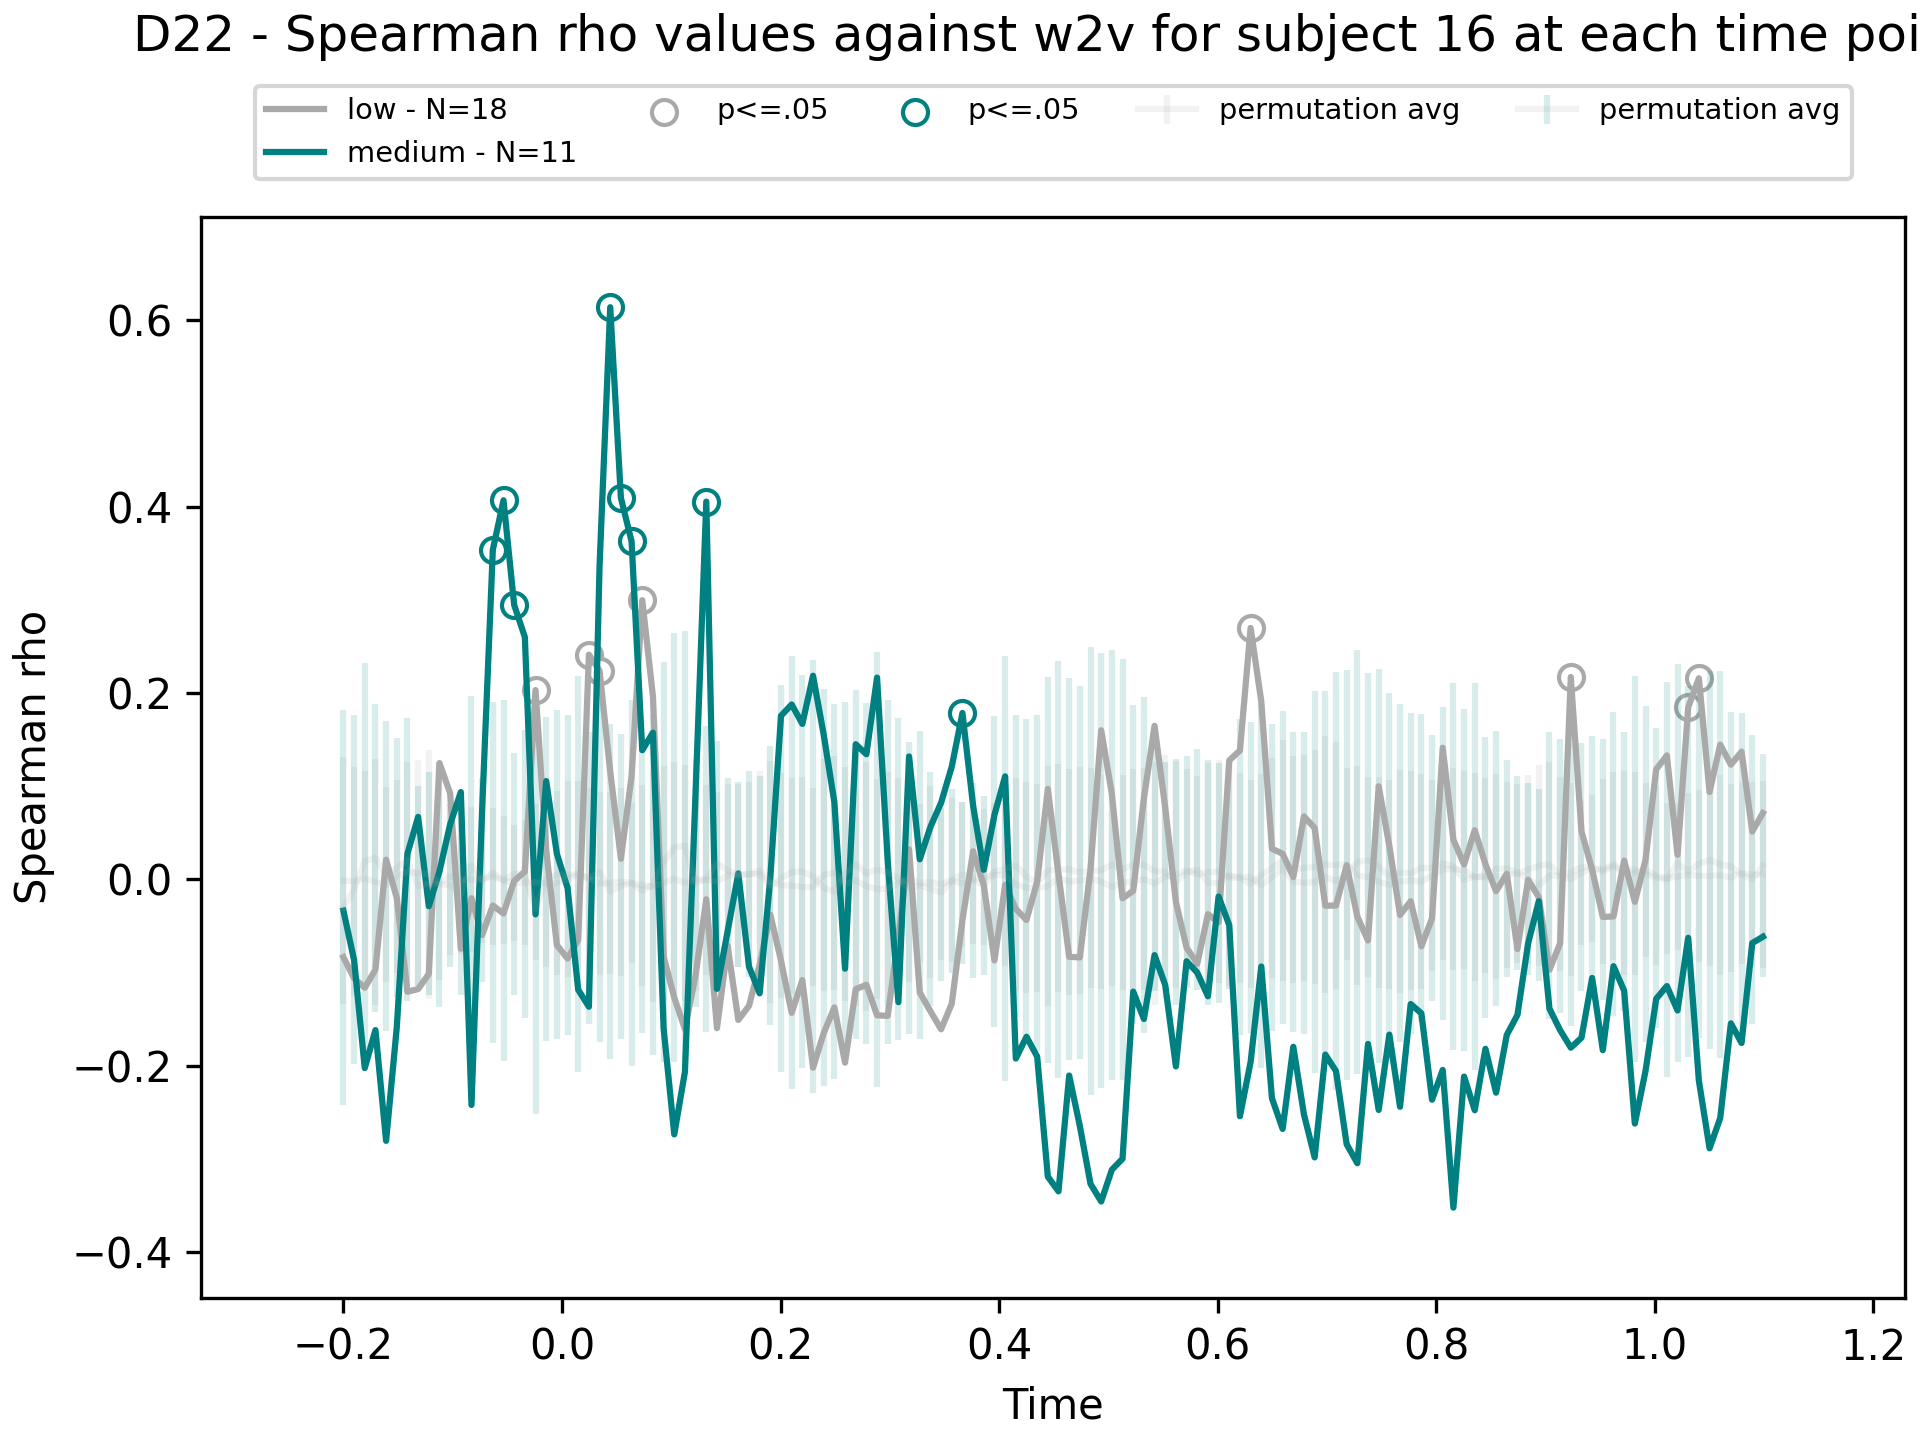 D22 - Spearman rho values against w2v for subject 16 at each time poi
low - N=18
medium - N=11
p<=.05
p<=.05
permutation avg
permutation avg
Spearman rho
0.6
0.4
0.2
0.0
−0.2
−0.4
−0.2 0.0 0.2 0.4 0.6 0.8 1.0 1.2
Time